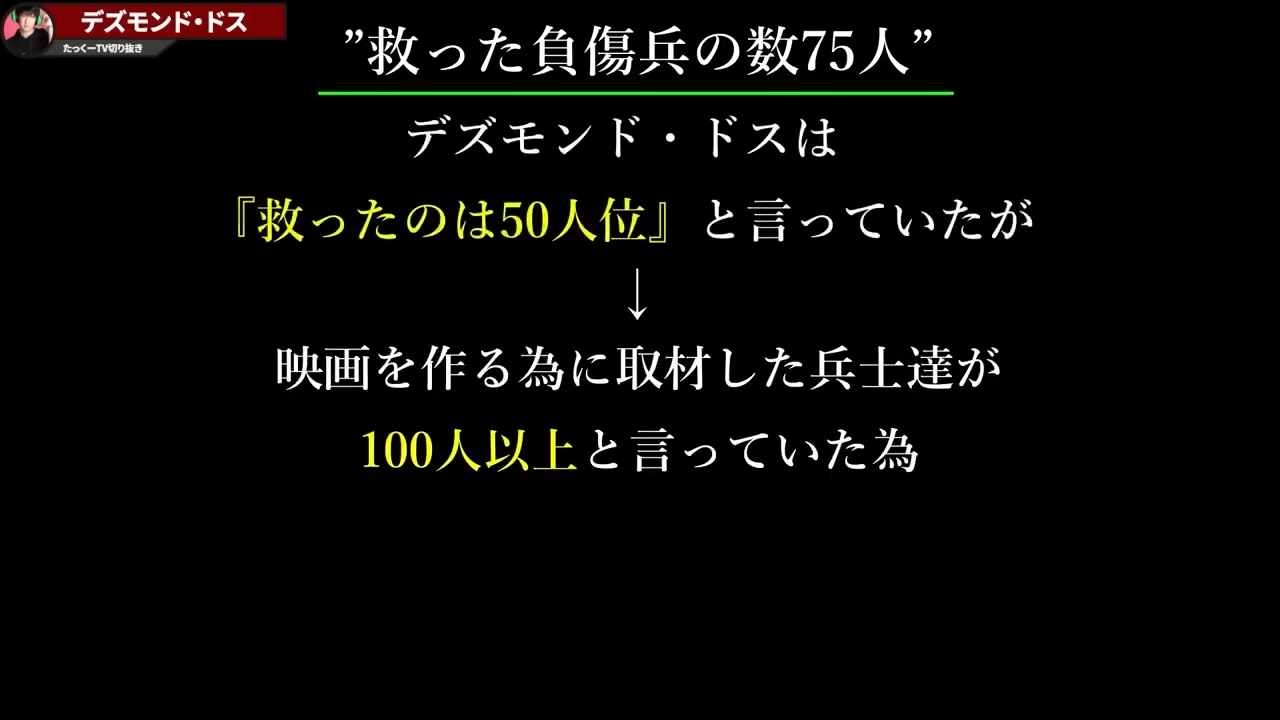 デズモンド・ドス
たっくーTV切り抜き
”救った負傷兵の数75人”
デズモンド・ドスは
『救ったのは50人位』と言っていたが
↓
映画を作る為に取材した兵士達が
100人以上と言っていた為